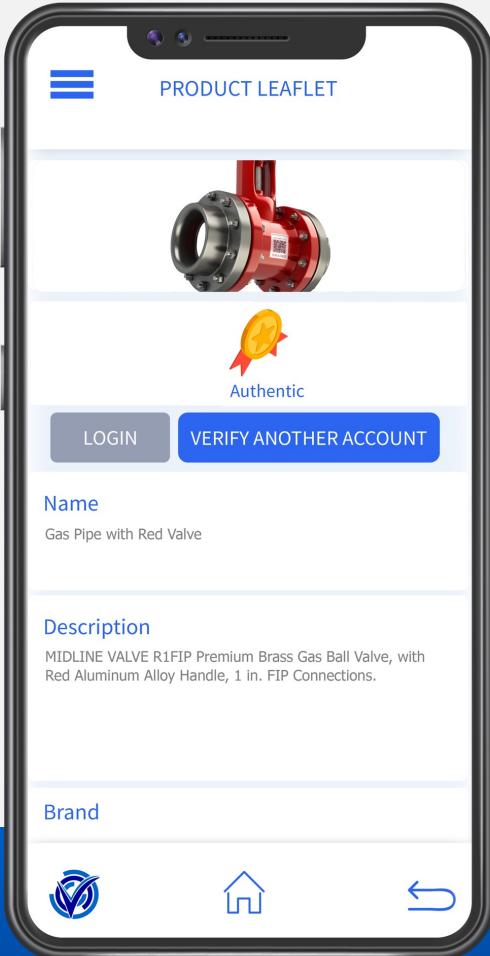 PRODUCT LEAFLET
Authentic
LOGIN
VERIFY ANOTHER ACCOUNT
Name
Gas Pipe with Red Valve
Description
MIDLINE VALVE R1FIP Premium Brass Gas Ball Valve, with
Red Aluminum Alloy Handle, 1 in. FIP Connections.
Brand